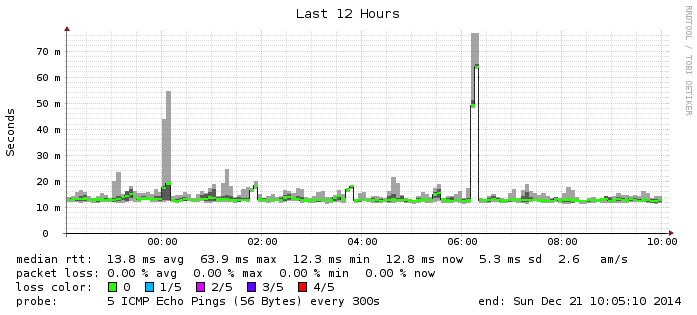 Last 12 Hours
RRDTOOL / TOBI OETIKER
Seconds
70 m
60 m
50 m
40 m
30 m
20 m
10 m
0
00:00 02:00 04:00 06:00 08:00 10:00
median rtt: 13.8 ms avg 63.9 ms max 12.3 ms min 12.8 ms now 5.3 ms sd 2.6 am/s
packet loss: 0.00 % avg 0.00 % max 0.00 % min 0.00 % now
loss color: 0 1/5 2/5 3/5 4/5
probe: 5 ICMP Echo Pings (56 Bytes) every 300s end: Sun Dec 21 10:05:10 2014